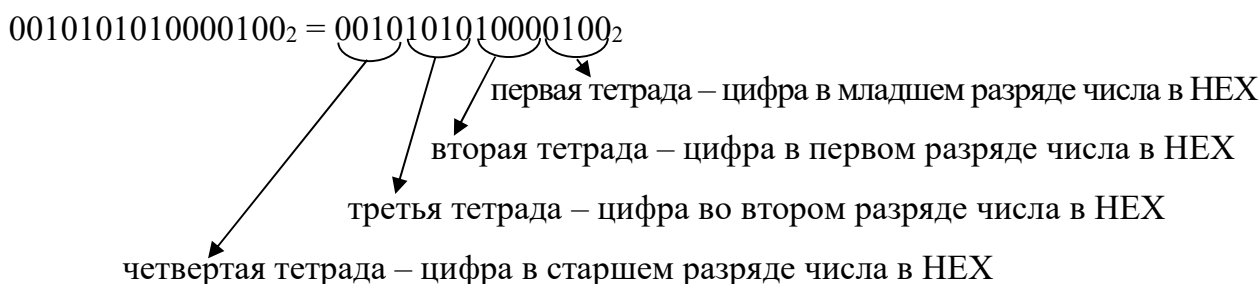 0010101010000100₂ = 0010101010000100₂
первая тетрада – цифра в младшем разряде числа в HEX
вторая тетрада – цифра в первом разряде числа в HEX
третья тетрада – цифра во втором разряде числа в HEX
четвертая тетрада – цифра в старшем разряде числа в HEX